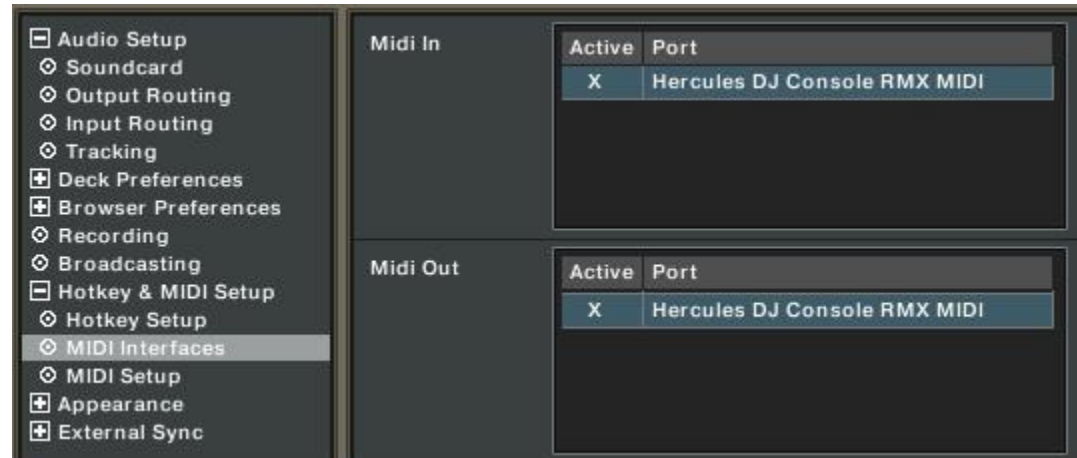 Audio Setup
Soundcard
Output Routing
Input Routing
Tracking
Deck Preferences
Browser Preferences
Recording
Broadcasting
Hotkey & MIDI Setup
Hotkey Setup
MIDI Interfaces
MIDI Setup
Appearance
External Sync
Midi In
Active Port
X Hercules DJ Console RMX MIDI
Midi Out
Active Port
X Hercules DJ Console RMX MIDI